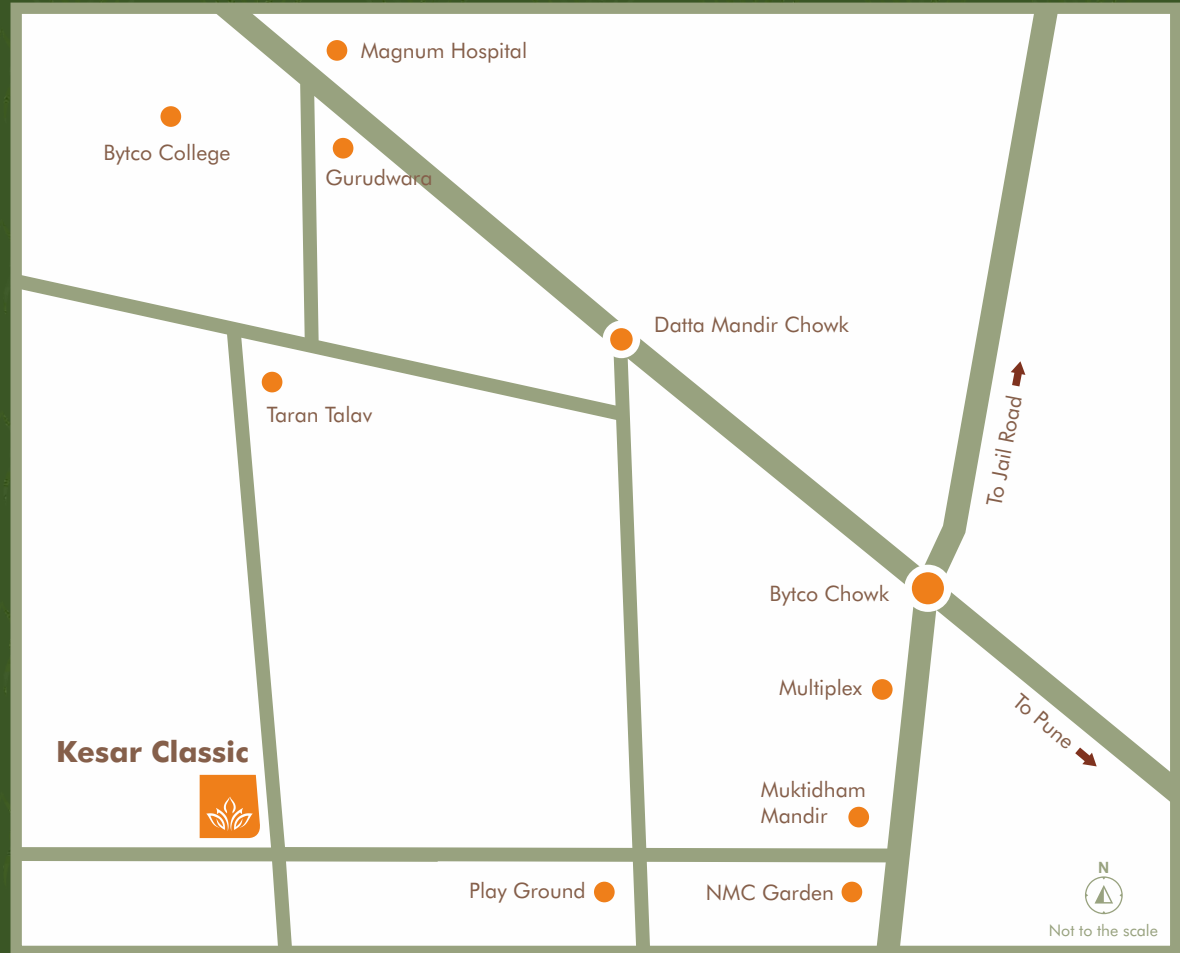 Magnum Hospital
Bytco College
Gurudwara
Datta Mandir Chowk
Taran Talav
To Jail Road
Bytco Chowk
Multiplex
To Pune
Kesar Classic
Muktidham
Mandir
Play Ground
NMC Garden
N
Not to the scale